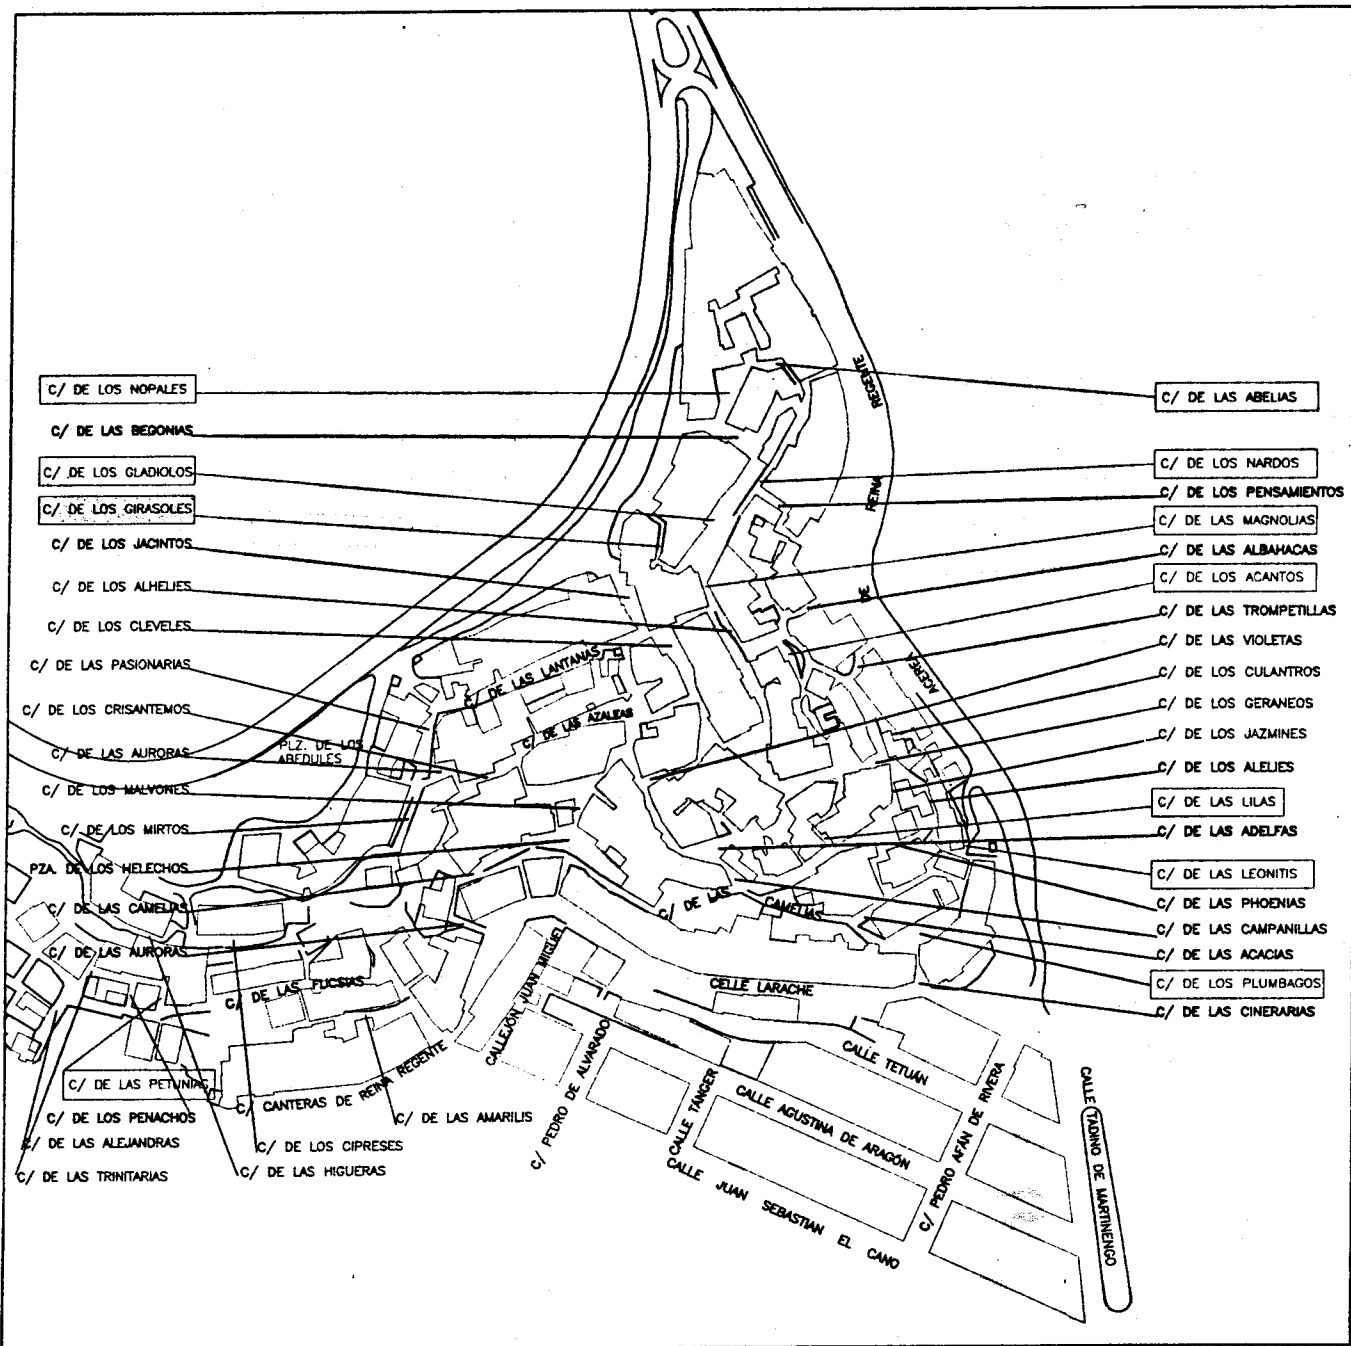 C/ DE LOS NOPALES
C/ DE LAS BEGONIAS
C/ DE LOS GLADIOLOS
C/ DE LOS GIRASOLES
C/ DE LOS JACINTOS
C/ DE LOS ALHELIES
C/ DE LOS CLEVELES
C/ DE LAS PASIONARIAS
C/ DE LOS CRISANTEMOS
C/ DE LAS AURORAS
C/ DE LOS MALVONES
C/ DE LOS MIRTOS
PZA. DE LOS HELECHOS
C/ DE LAS CAMELIAS
C/ DE LAS AURORAS
C/ DE LAS PETUNIAS
C/ DE LOS PENACHOS
C/ DE LAS ALEJANDRAS
C/ DE LAS TRINITARIAS
C/ DE LOS CIPRESES
C/ DE LAS HIGUERAS
C/ DE LAS AMARILIS
C/ DE LAS LANTANAS
C/ DE LAS AZALEAS
PLZ. DE LOS
ABEDULES
C/ DE LAS FUCSIAS
C/ CANTERAS DE REINA REGENTE
CALLEJÓN JUAN MIGUEL
C/ PEDRO DE ALVARADO
C/ DE LAS CAMELIAS
CELLE LARACHE
CALLE TETUÁN
CALLE TÁNGER
CALLE AGUSTINA DE ARAGÓN
CALLE JUAN SEBASTIAN EL CANO
C/ PEDRO AFÁN DE RIVERA
CALLE TADINO DE MARTINENGO
ACERA DE REINA REGENTE
C/ DE LAS ABELIAS
C/ DE LOS NARDOS
C/ DE LOS PENSAMIENTOS
C/ DE LAS MAGNOLIAS
C/ DE LAS ALBAHACAS
C/ DE LOS ACANTOS
C/ DE LAS TROMPETILLAS
C/ DE LAS VIOLETAS
C/ DE LOS CULANTROS
C/ DE LOS GERANEOS
C/ DE LOS JAZMINES
C/ DE LOS ALELIES
C/ DE LAS LILAS
C/ DE LAS ADELFAS
C/ DE LAS LEONITIS
C/ DE LAS PHOENIAS
C/ DE LAS CAMPANILLAS
C/ DE LAS ACACIAS
C/ DE LOS PLUMBAGOS
C/ DE LAS CINERARIAS